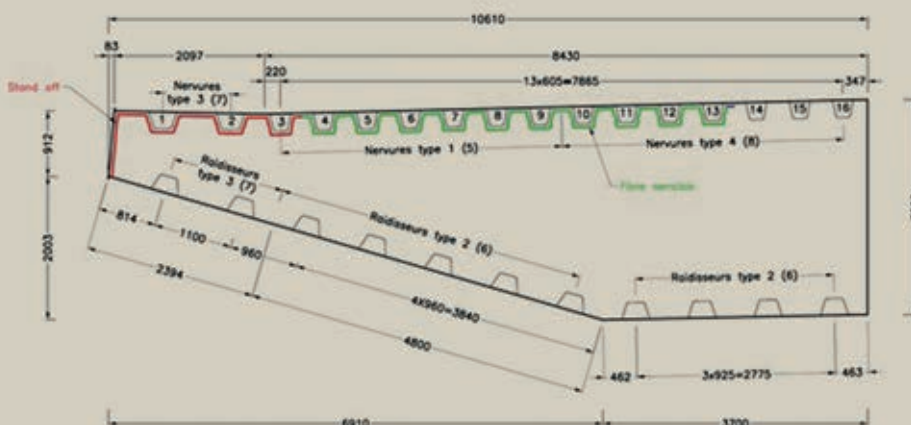 10610
83
2097
8430
220
13x605=7865
347
Stand off
Nervures
type 3 (7)
1
2
3
4
5
6
7
8
9
10
11
12
13
14
15
16
912
Nervures type 1 (5)
Nervures type 4 (8)
Fibre sensible
Raidisseurs
type 3 (7)
Raidisseurs type 2 (6)
2003
814
1100
960
2394
4X960=3840
4800
Raidisseurs type 2 (6)
462
3x925=2775
463
6910
3700